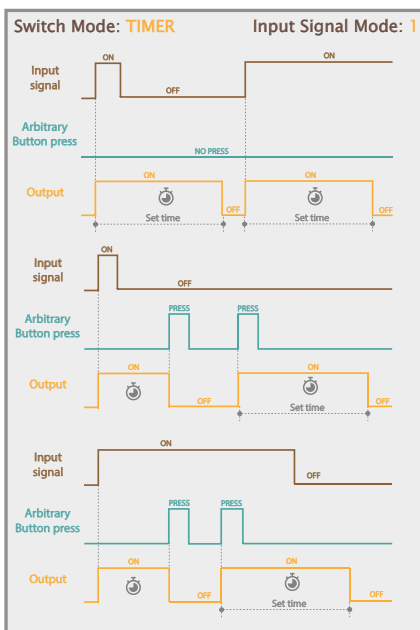 Switch Mode: TIMER Input Signal Mode: 1
ON ON
Input
signal
OFF
Arbitrary
Button press
NO PRESS
ON ON
Output
OFF OFF
Set time Set time
ON
Input
signal
OFF
PRESS PRESS
Arbitrary
Button press
ON ON
Output
OFF OFF
Set time
ON
Input
signal
OFF
PRESS PRESS
Arbitrary
Button press
ON ON
Output
OFF OFF
Set time